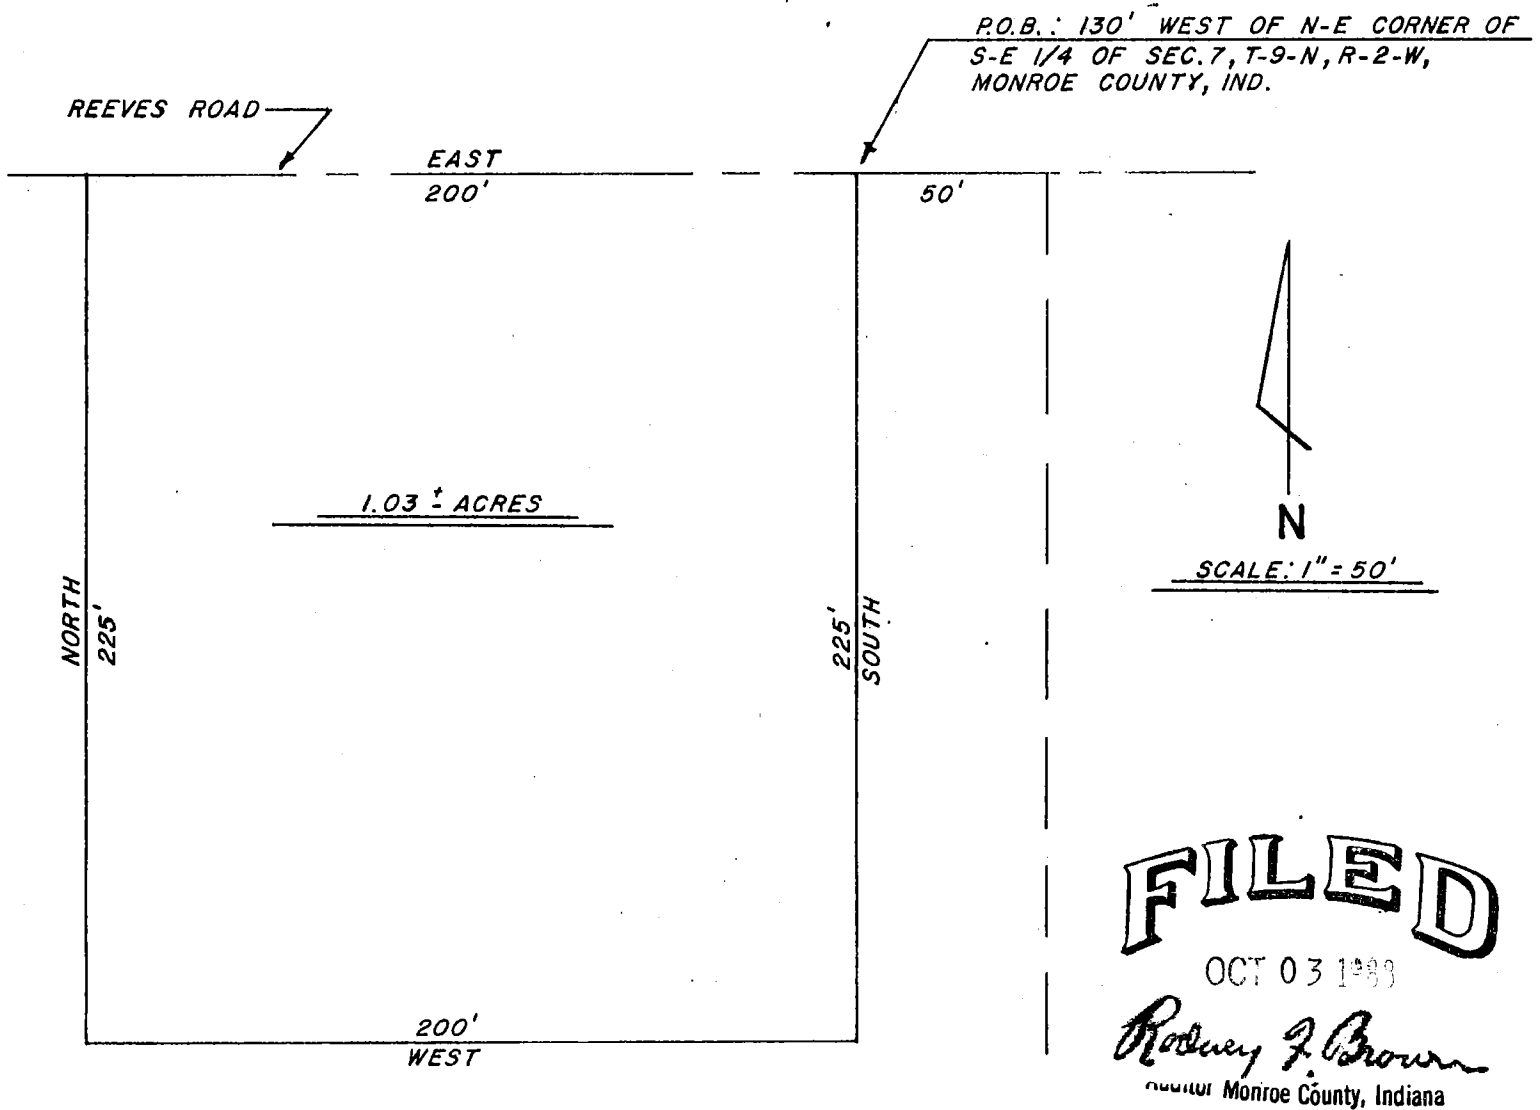 P.O.B.: 130' WEST OF N-E CORNER OF
S-E 1/4 OF SEC. 7, T-9-N, R-2-W,
MONROE COUNTY, IND.
REEVES ROAD
EAST
200'
50'
1.03 ± ACRES
N
SCALE: 1" = 50'
NORTH
225'
225'
SOUTH
FILED
OCT 03
Rodney F. Brown
Monroe County, Indiana
200'
WEST